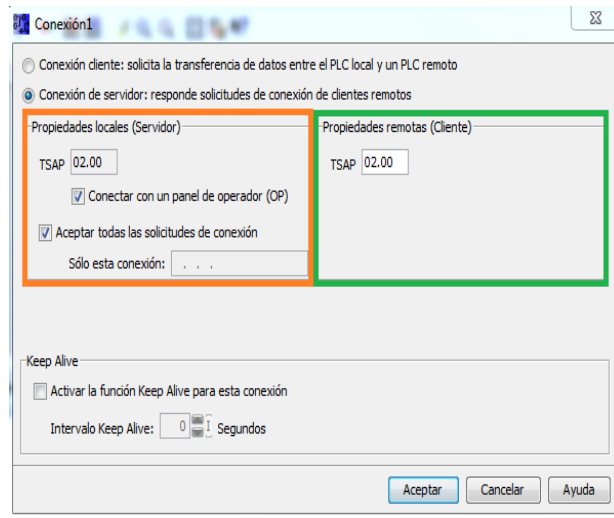 Conexión1
Conexión cliente: solicita la transferencia de datos entre el PLC local y un PLC remoto
Conexión de servidor: responde solicitudes de conexión de clientes remotos
Propiedades locales (Servidor)
TSAP 02.00
Conectar con un panel de operador (OP)
Aceptar todas las solicitudes de conexión
Sólo esta conexión: . . .
Propiedades remotas (Cliente)
TSAP 02.00
Keep Alive
Activar la función Keep Alive para esta conexión
Intervalo Keep Alive: 0 Segundos
Aceptar Cancelar Ayuda